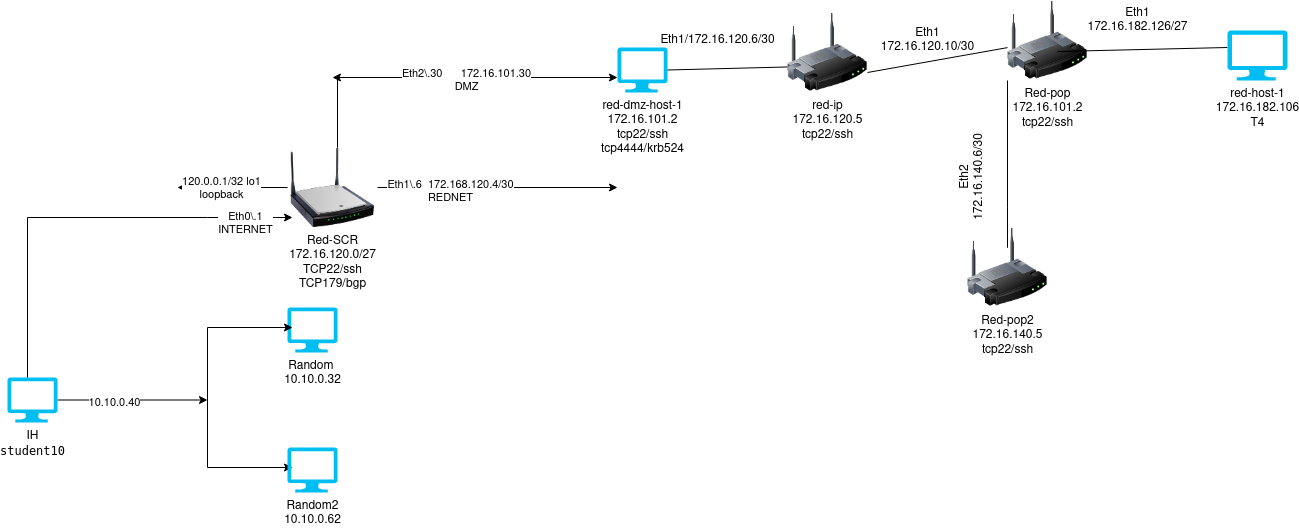 Eth1
172.16.182.126/27
Eth1/172.16.120.6/30
Eth1
172.16.120.10/30
Eth2\.30 172.16.101.30
DMZ
red-dmz-host-1
172.16.101.2
tcp22/ssh
tcp4444/krb524
red-ip
172.16.120.5
tcp22/ssh
Red-pop
172.16.101.2
tcp22/ssh
red-host-1
172.16.182.106
T4
120.0.0.1/32 lo1
loopback
Eth1\.6 172.168.120.4/30
REDNET
Eth0\.1
INTERNET
Eth2
172.16.140.6/30
Red-SCR
172.16.120.0/27
TCP22/ssh
TCP179/bgp
Red-pop2
172.16.140.5
tcp22/ssh
Random
10.10.0.32
10.10.0.40
IH
student10
Random2
10.10.0.62